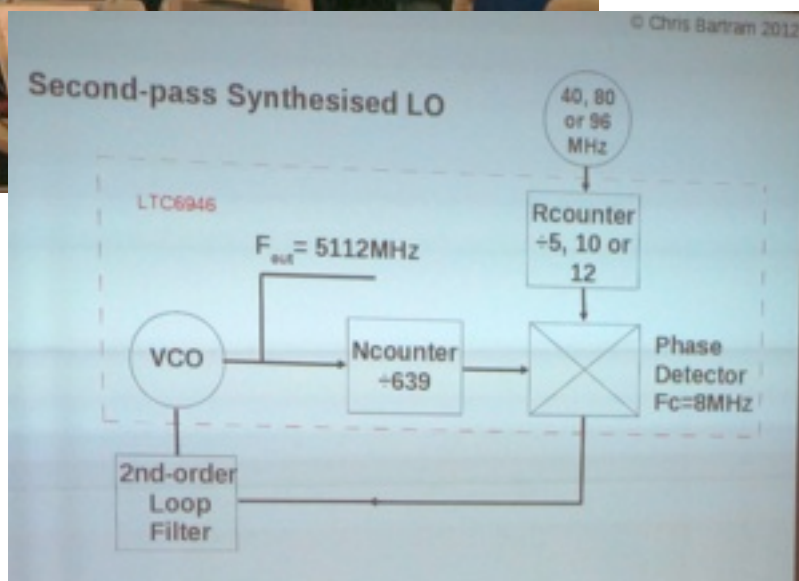 © Chris Bartram 2012
Second-pass Synthesised LO
40, 80
or 96
MHz
LTC6946
Rcounter
÷5, 10 or
12
Fout= 5112MHz
VCO
Ncounter
÷639
Phase
Detector
Fc=8MHz
2nd-order
Loop
Filter